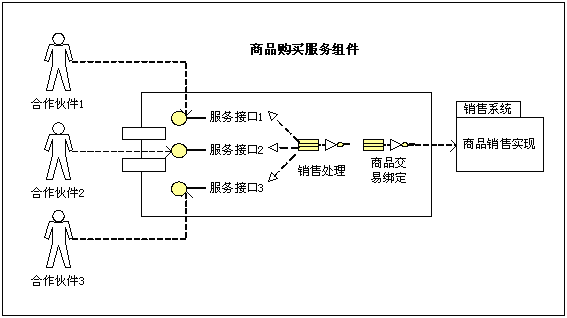 商品购买服务组件
合作伙伴1
服务接口1
销售系统
服务接口2
商品销售实现
销售处理
商品交
易绑定
合作伙伴2
服务接口3
合作伙伴3